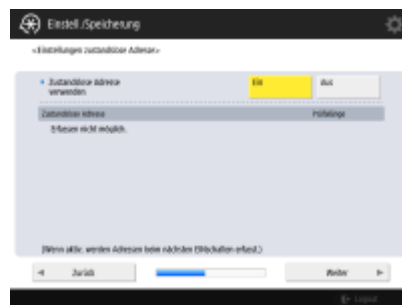 Einstell./Speicherung
<Einstellungen zustandslose Adresse>
Zustandslose Adresse
verwenden
Ein
Aus
Zustandslose Adresse
Präfixlänge
Erfassen nicht möglich.
(Wenn aktiv, werden Adressen beim nächsten Einschalten erfasst.)
Zurück
Weiter
Logout